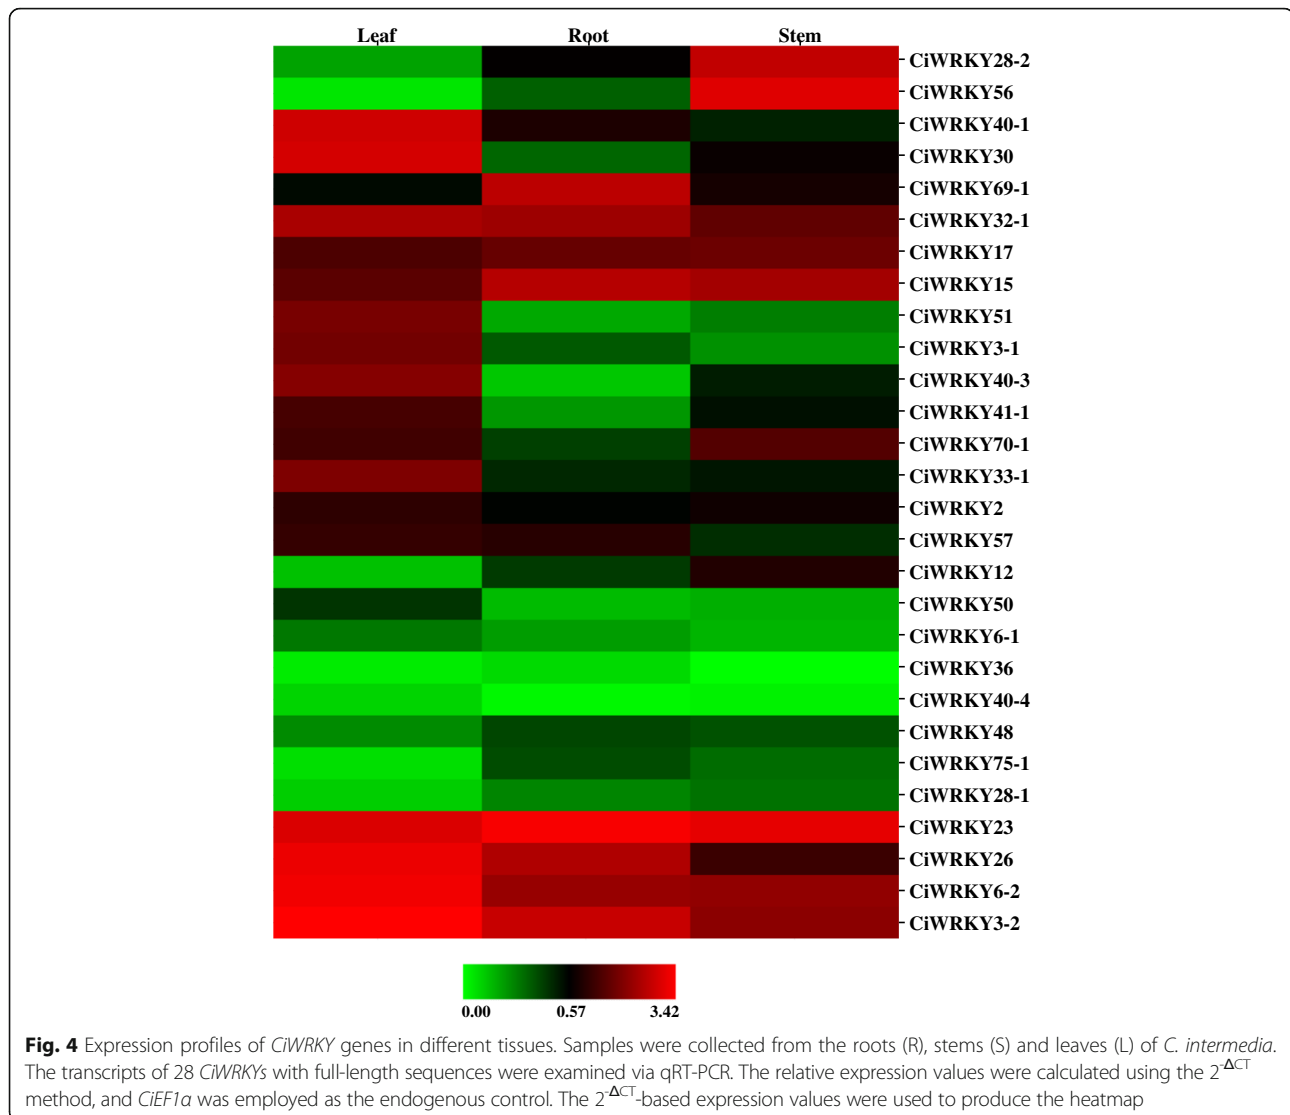 Leaf Root Stem
CiWRKY28-2
CiWRKY56
CiWRKY40-1
CiWRKY30
CiWRKY69-1
CiWRKY32-1
CiWRKY17
CiWRKY15
CiWRKY51
CiWRKY3-1
CiWRKY40-3
CiWRKY41-1
CiWRKY70-1
CiWRKY33-1
CiWRKY2
CiWRKY57
CiWRKY12
CiWRKY50
CiWRKY6-1
CiWRKY36
CiWRKY40-4
CiWRKY48
CiWRKY75-1
CiWRKY28-1
CiWRKY23
CiWRKY26
CiWRKY6-2
CiWRKY3-2
0.00 0.57 3.42
Fig. 4 Expression profiles of CiWRKY genes in different tissues. Samples were collected from the roots (R), stems (S) and leaves (L) of C. intermedia.
The transcripts of 28 CiWRKYs with full-length sequences were examined via qRT-PCR. The relative expression values were calculated using the 2^-ΔCT
method, and CiEF1α was employed as the endogenous control. The 2^-ΔCT-based expression values were used to produce the heatmap